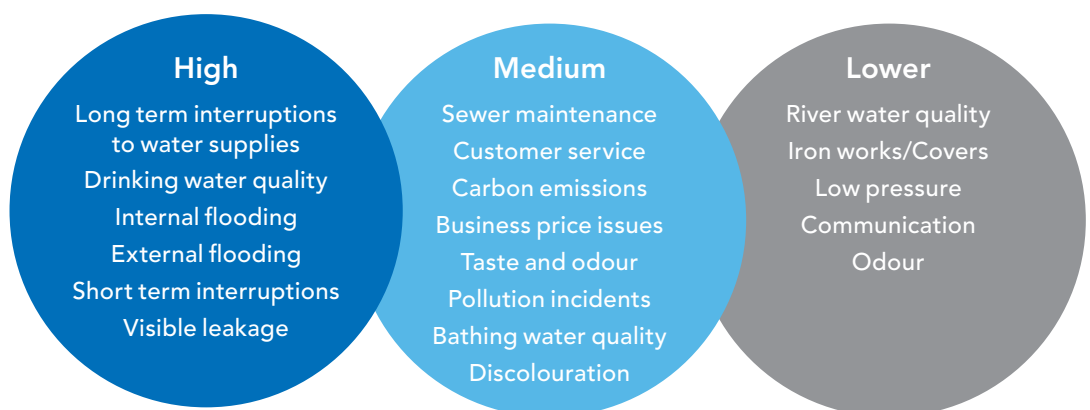 High
Long term interruptions
to water supplies
Drinking water quality
Internal flooding
External flooding
Short term interruptions
Visible leakage
Medium
Sewer maintenance
Customer service
Carbon emissions
Business price issues
Taste and odour
Pollution incidents
Bathing water quality
Discolouration
Lower
River water quality
Iron works/Covers
Low pressure
Communication
Odour